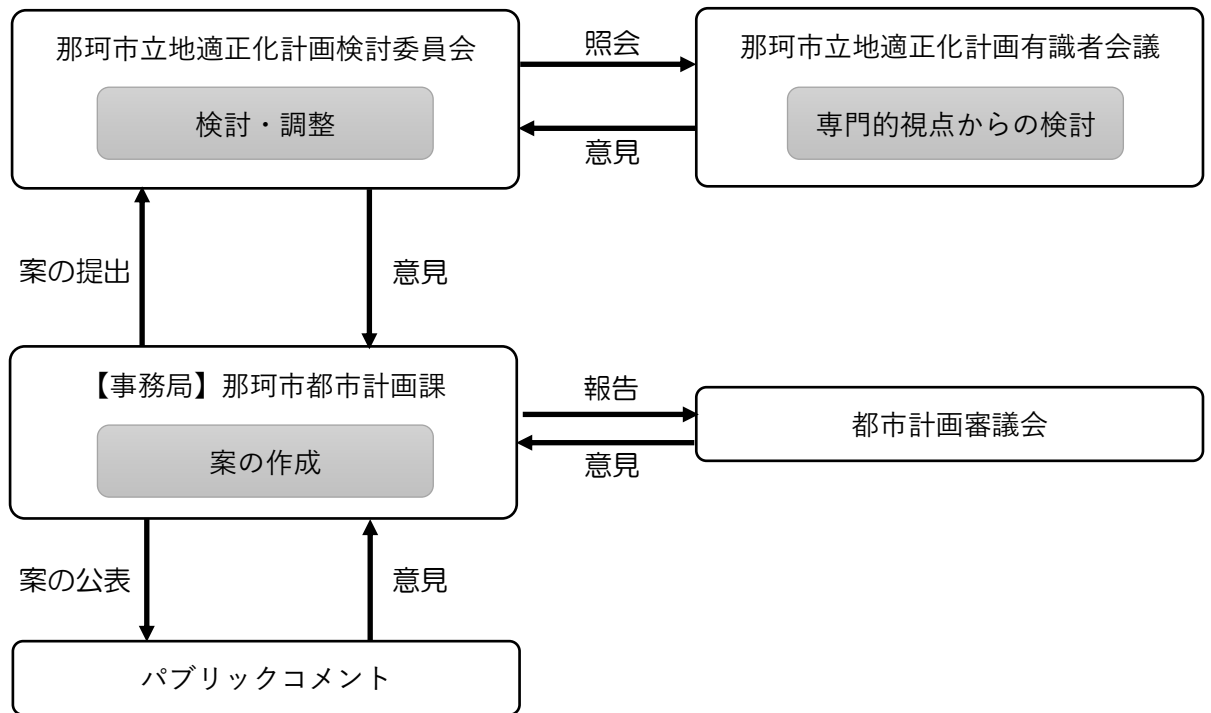 那珂市立地適正化計画検討委員会
検討・調整
照会
意見
那珂市立地適正化計画有識者会議
専門的視点からの検討
案の提出
意見
【事務局】那珂市都市計画課
案の作成
報告
意見
都市計画審議会
案の公表
意見
パブリックコメント